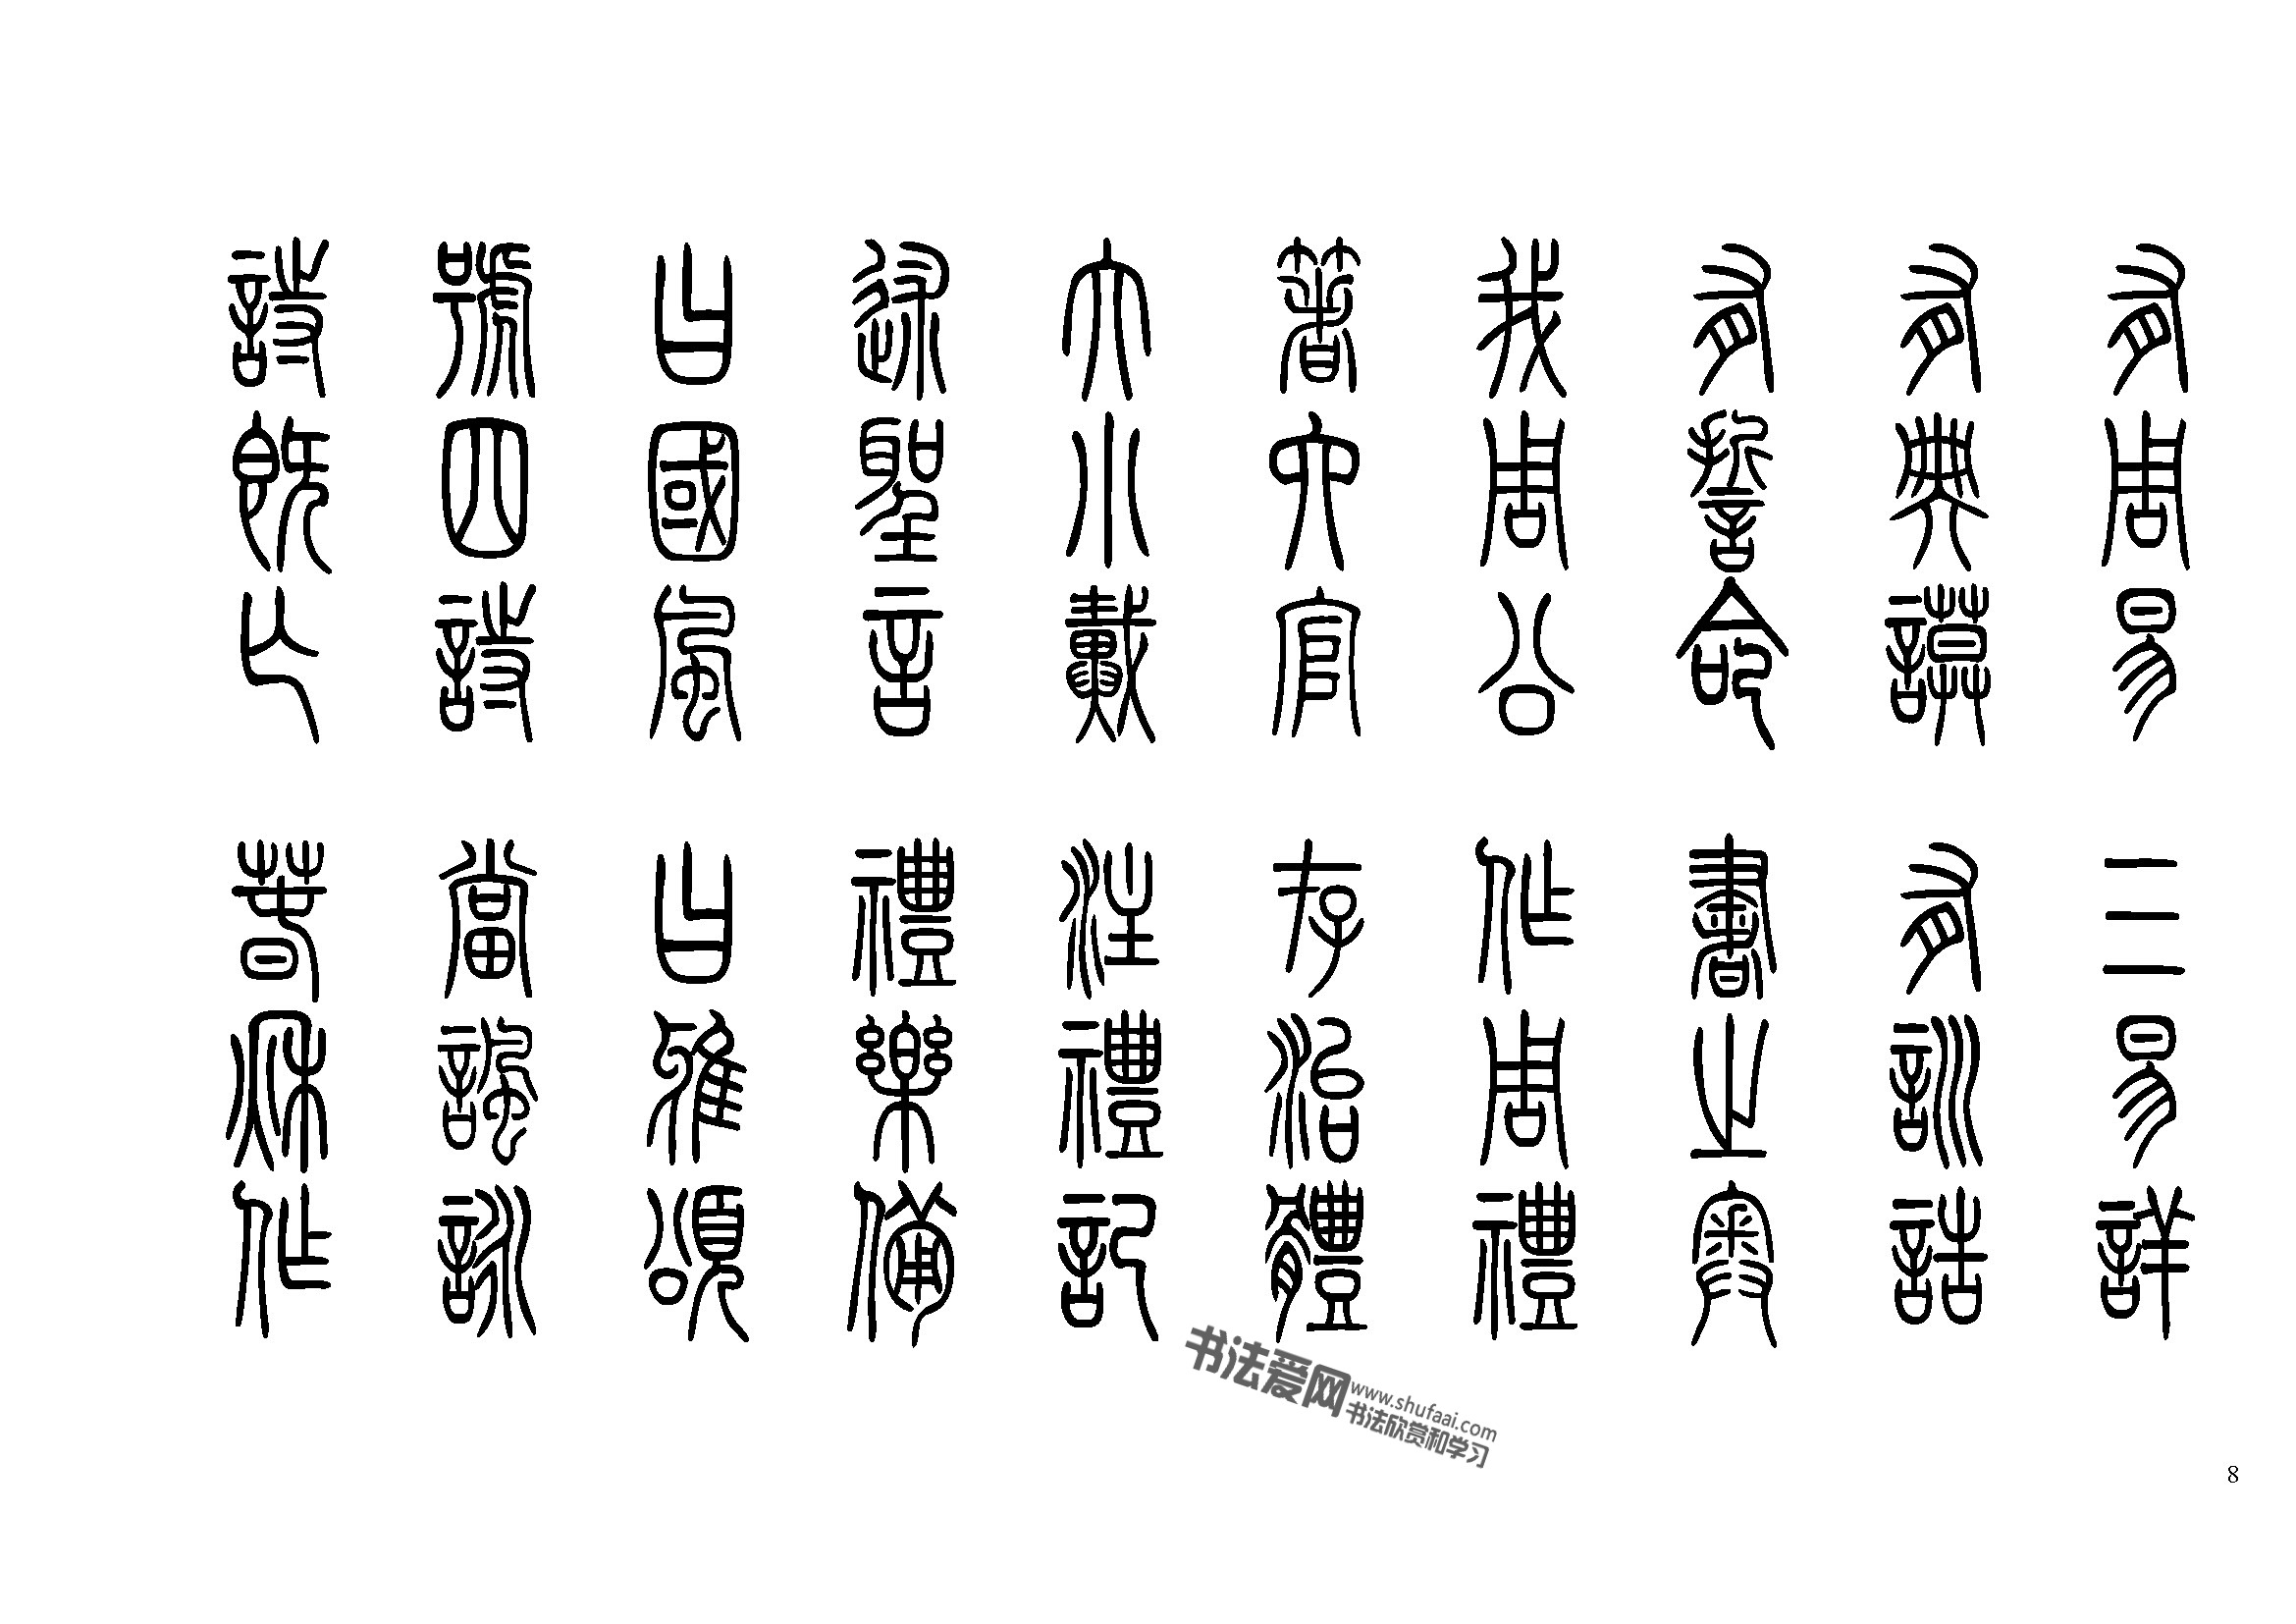 有周易 三易詳
有典謨 有訓誥
有誓命 書之奧
我周公 作周禮
著六官 存治體
大小戴 注禮記
述聖言 禮樂備
曰國風 曰雅頌
號四詩 當諷詠
詩既亡 春秋作
书法爱网
www.shufaai.com
书法欣赏和学习
8